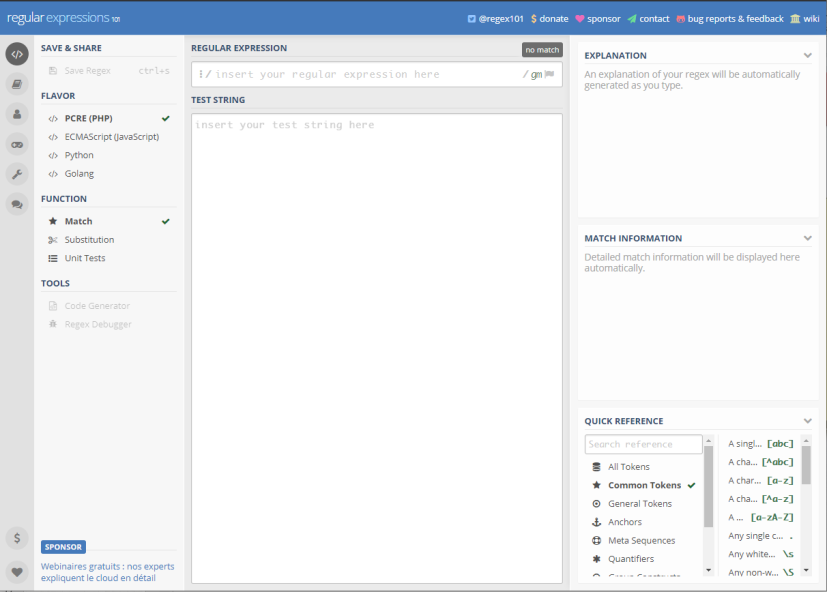 regular expressions 101
@regex101 $ donate sponsor contact bug reports & feedback wiki
SAVE & SHARE
Save Regex ctrl+s
FLAVOR
</> PCRE (PHP)
</> ECMAScript (JavaScript)
</> Python
</> Golang
FUNCTION
Match
Substitution
Unit Tests
TOOLS
Code Generator
Regex Debugger
$
SPONSOR
Webinaires gratuits : nos experts
expliquent le cloud en détail
REGULAR EXPRESSION no match
/ insert your regular expression here / gm
TEST STRING
insert your test string here
EXPLANATION
An explanation of your regex will be automatically
generated as you type.
MATCH INFORMATION
Detailed match information will be displayed here
automatically.
QUICK REFERENCE
Search reference
All Tokens
Common Tokens
General Tokens
Anchors
Meta Sequences
Quantifiers
Group Constructs
A singl... [abc]
A cha... [^abc]
A char... [a-z]
A cha... [^a-z]
A ... [a-zA-Z]
Any single c... .
Any white... \s
Any non-w... \S